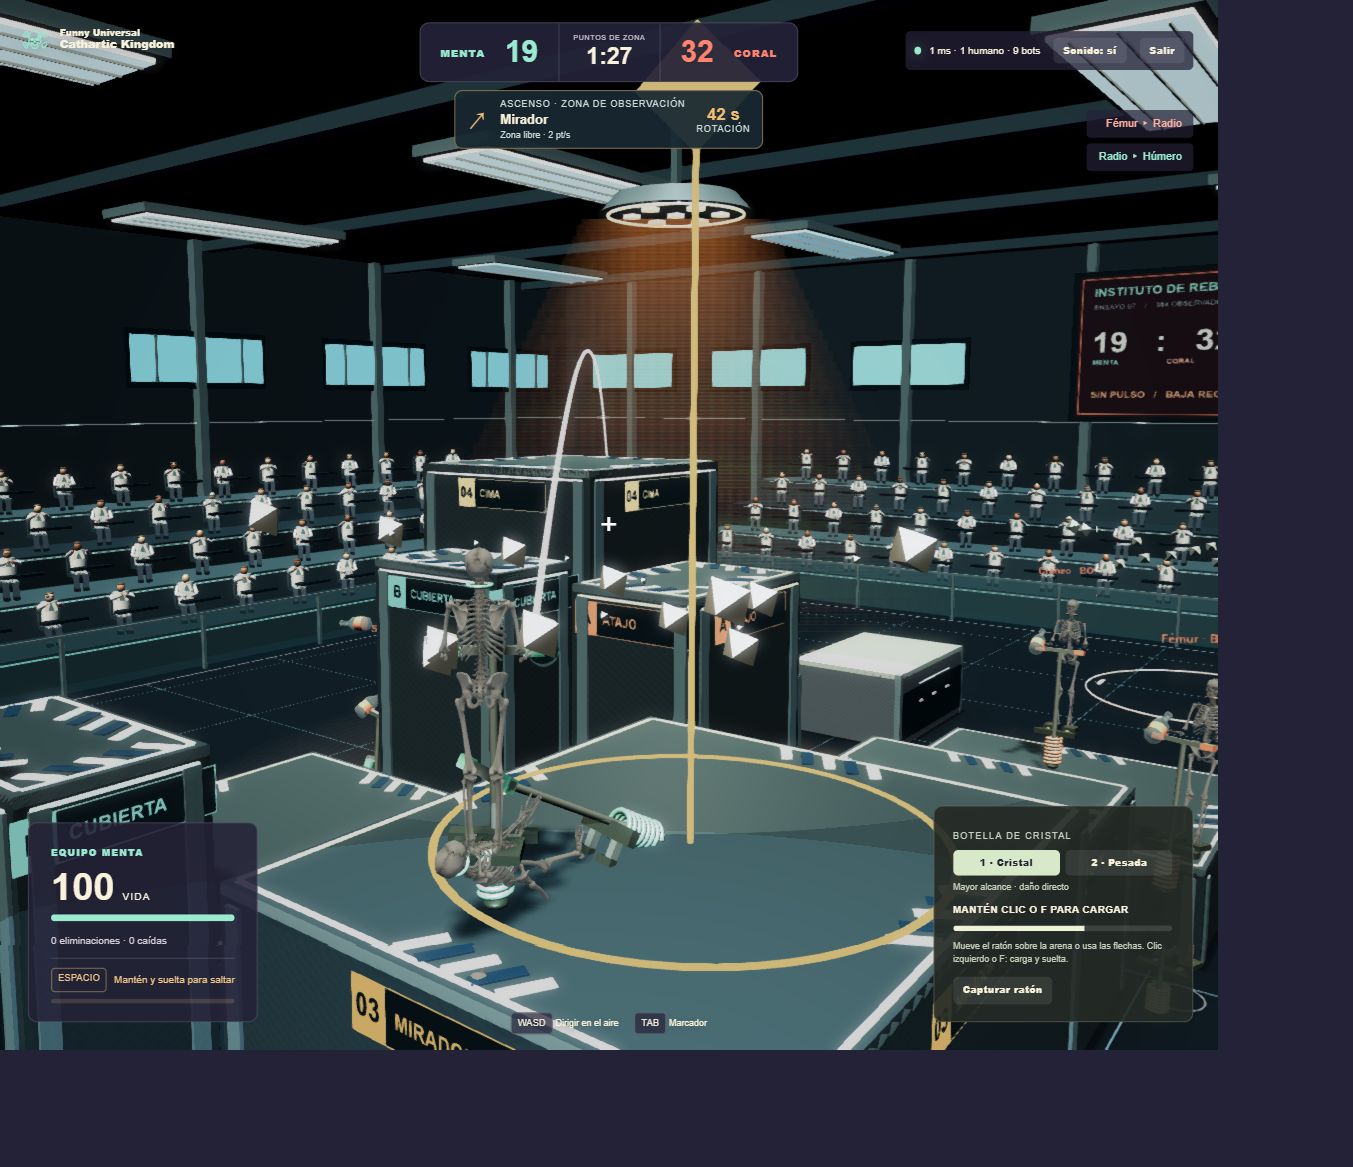 Funny Universal
Cathartic Kingdom
MENTA 19
PUNTOS DE ZONA
1:27
32 CORAL
1 ms · 1 humano · 9 bots
Sonido: sí
Salir
ASCENSO · ZONA DE OBSERVACIÓN
Mirador
Zona libre · 2 pt/s
42 s
ROTACIÓN
Fémur ▸ Radio
Radio ▸ Húmero
INSTITUTO DE REB
19 : 3
MENTA
CORAL
SIN PULSO / BAJA
04 CIMA
04 CIMA
B CUBIERTA
CUBIERTA
ATAJO
Fémur · B
CUBIERTA
EQUIPO MENTA
100 VIDA
0 eliminaciones · 0 caídas
ESPACIO Mantén y suelta para saltar
03 MIRADO
WASD Dirigir en el aire
TAB Marcador
BOTELLA DE CRISTAL
1 · Cristal
2 · Pesada
Mayor alcance · daño directo
MANTÉN CLIC O F PARA CARGAR
Mueve el ratón sobre la arena o usa las flechas. Clic
izquierdo o F: carga y suelta.
Capturar ratón